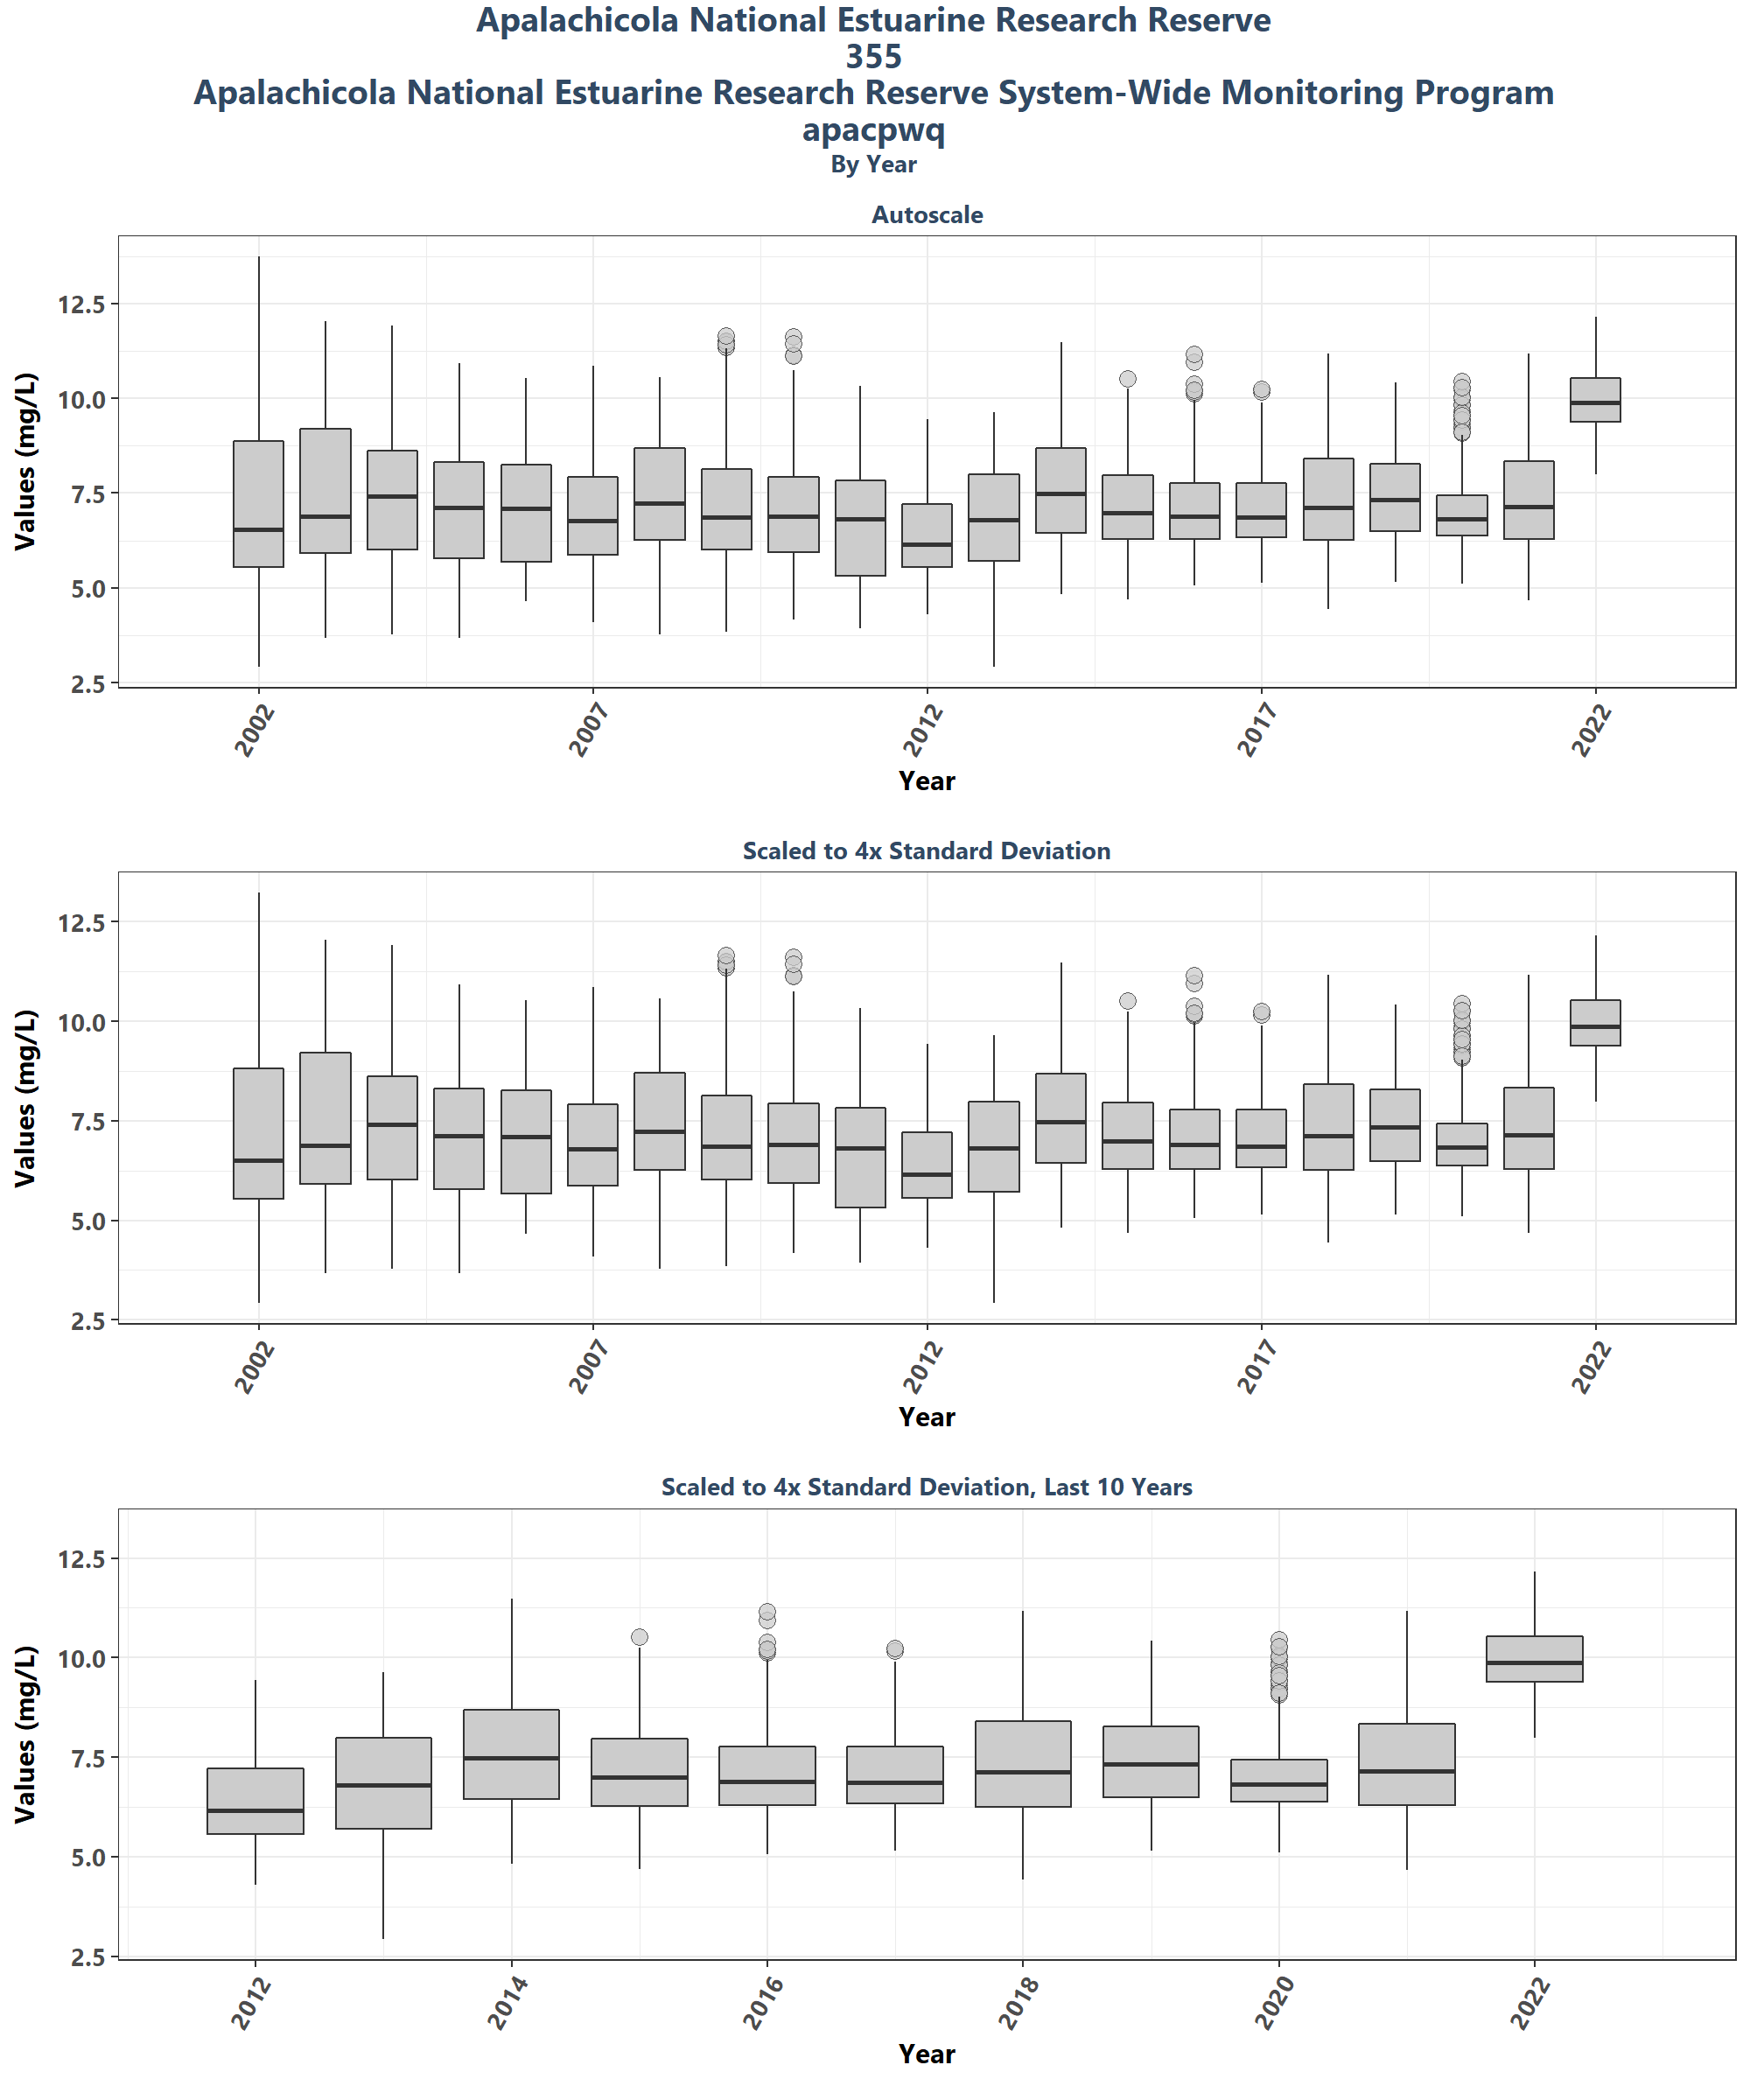 Apalachicola National Estuarine Research Reserve
355
Apalachicola National Estuarine Research Reserve System-Wide Monitoring Program
apacpwq
By Year
Autoscale
Values (mg/L)
12.5
10.0
7.5
5.0
2.5
2002
2007
2012
2017
2022
Year
Scaled to 4x Standard Deviation
Values (mg/L)
12.5
10.0
7.5
5.0
2.5
2002
2007
2012
2017
2022
Year
Scaled to 4x Standard Deviation, Last 10 Years
Values (mg/L)
12.5
10.0
7.5
5.0
2.5
2012
2014
2016
2018
2020
2022
Year